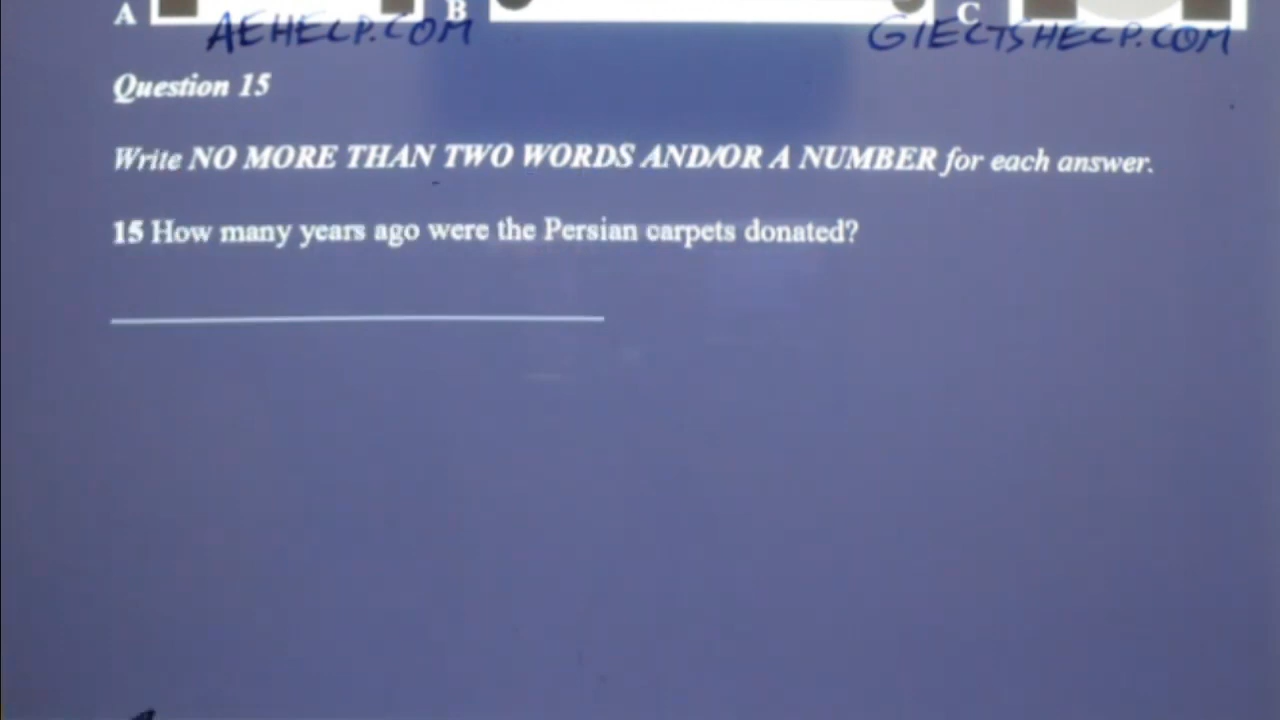 A B C
AEHELP.COM GIELTSHELP.COM
Question 15
Write NO MORE THAN TWO WORDS AND/OR A NUMBER for each answer.
15 How many years ago were the Persian carpets donated?